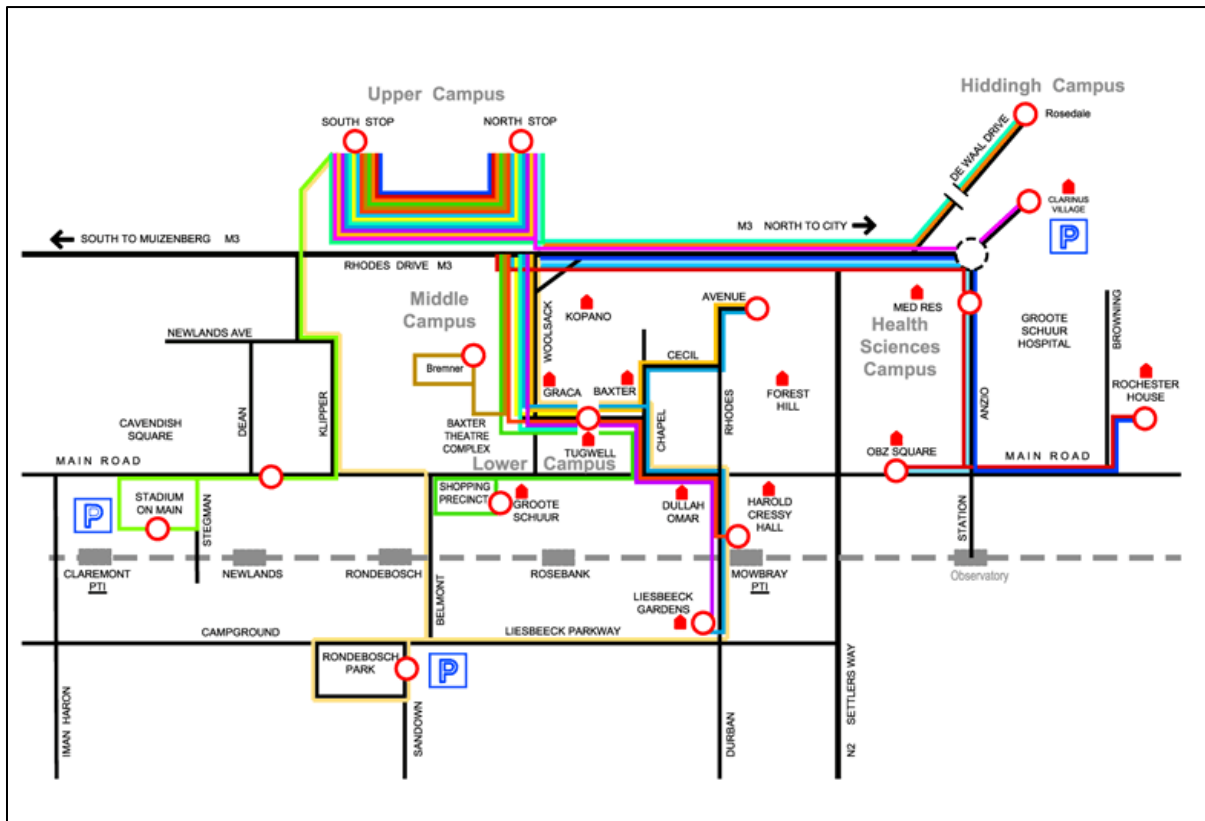 Upper Campus
SOUTH STOP
NORTH STOP
Hiddingh Campus
Rosedale
DE WAAL DRIVE
CLARINUS
VILLAGE
P
SOUTH TO MUIZENBERG M3
M3 NORTH TO CITY
RHODES DRIVE M3
Middle
Campus
WOOLSACK
KOPANO
AVENUE
MED RES
Health
Sciences
Campus
GROOTE
SCHUUR
HOSPITAL
BROWNING
NEWLANDS AVE
Bremner
CECIL
GRACA
BAXTER
FOREST
HILL
ROCHESTER
HOUSE
ANZIO
CAVENDISH
SQUARE
DEAN
KLIPPER
BAXTER
THEATRE
COMPLEX
TUGWELL
CHAPEL
RHODES
OBZ SQUARE
MAIN ROAD
MAIN ROAD
Lower Campus
STADIUM
ON MAIN
P
STEGMAN
SHOPPING
PRECINCT
GROOTE
SCHUUR
DULLAH
OMAR
HAROLD
CRESSY
HALL
STATION
CLAREMONT
PTI
NEWLANDS
RONDEBOSCH
ROSEBANK
MOWBRAY
PTI
Observatory
BELMONT
LIESBEECK
GARDENS
CAMPGROUND
LIESBEECK PARKWAY
RONDEBOSCH
PARK
P
IMAN HARON
SANDOWN
DURBAN
N2 SETTLERS WAY